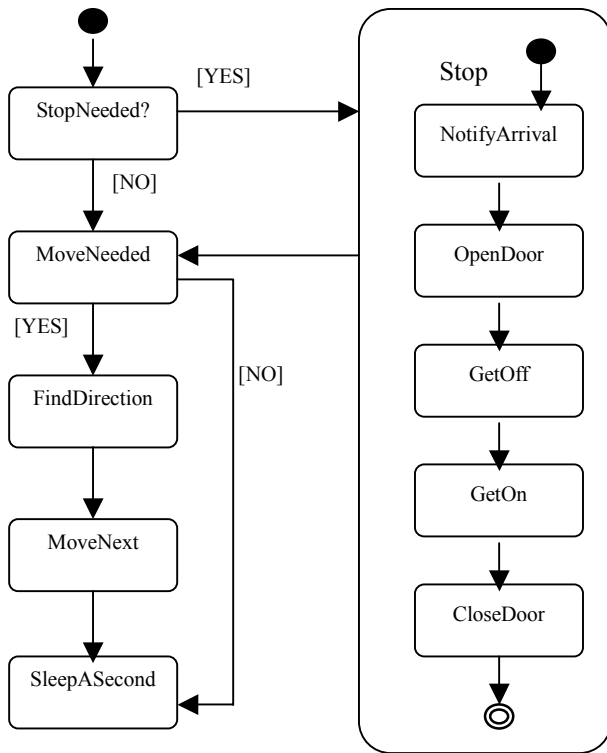 StopNeeded?
[YES]
[NO]
MoveNeeded
[YES]
[NO]
FindDirection
MoveNext
SleepASecond
Stop
NotifyArrival
OpenDoor
GetOff
GetOn
CloseDoor